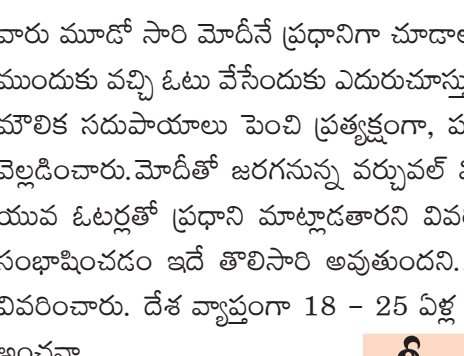 వారు మూడో సారి మోదీనే ప్రధానిగా చూడాల
ముందుకు వచ్చి ఓటు వేసేందుకు ఎదురుచూస్తు
మౌలిక సదుపాయాలు పెంచి ప్రత్యక్షంగా, ప
వెల్లడించారు.మోదీతో జరగనున్న వర్చువల్
యువ ఓటర్లతో ప్రధాని మాట్లాడతారని వివ
సంభాషించడం ఇదే తొలిసారి అవుతుందని.
వివరించారు. దేశ వ్యాప్తంగా 18 – 25 ఏళ్ల